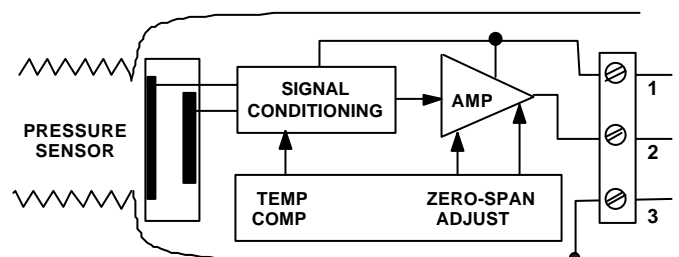 SIGNAL
CONDITIONING
AMP
1
PRESSURE
SENSOR
2
TEMP
COMP
ZERO-SPAN
ADJUST
3